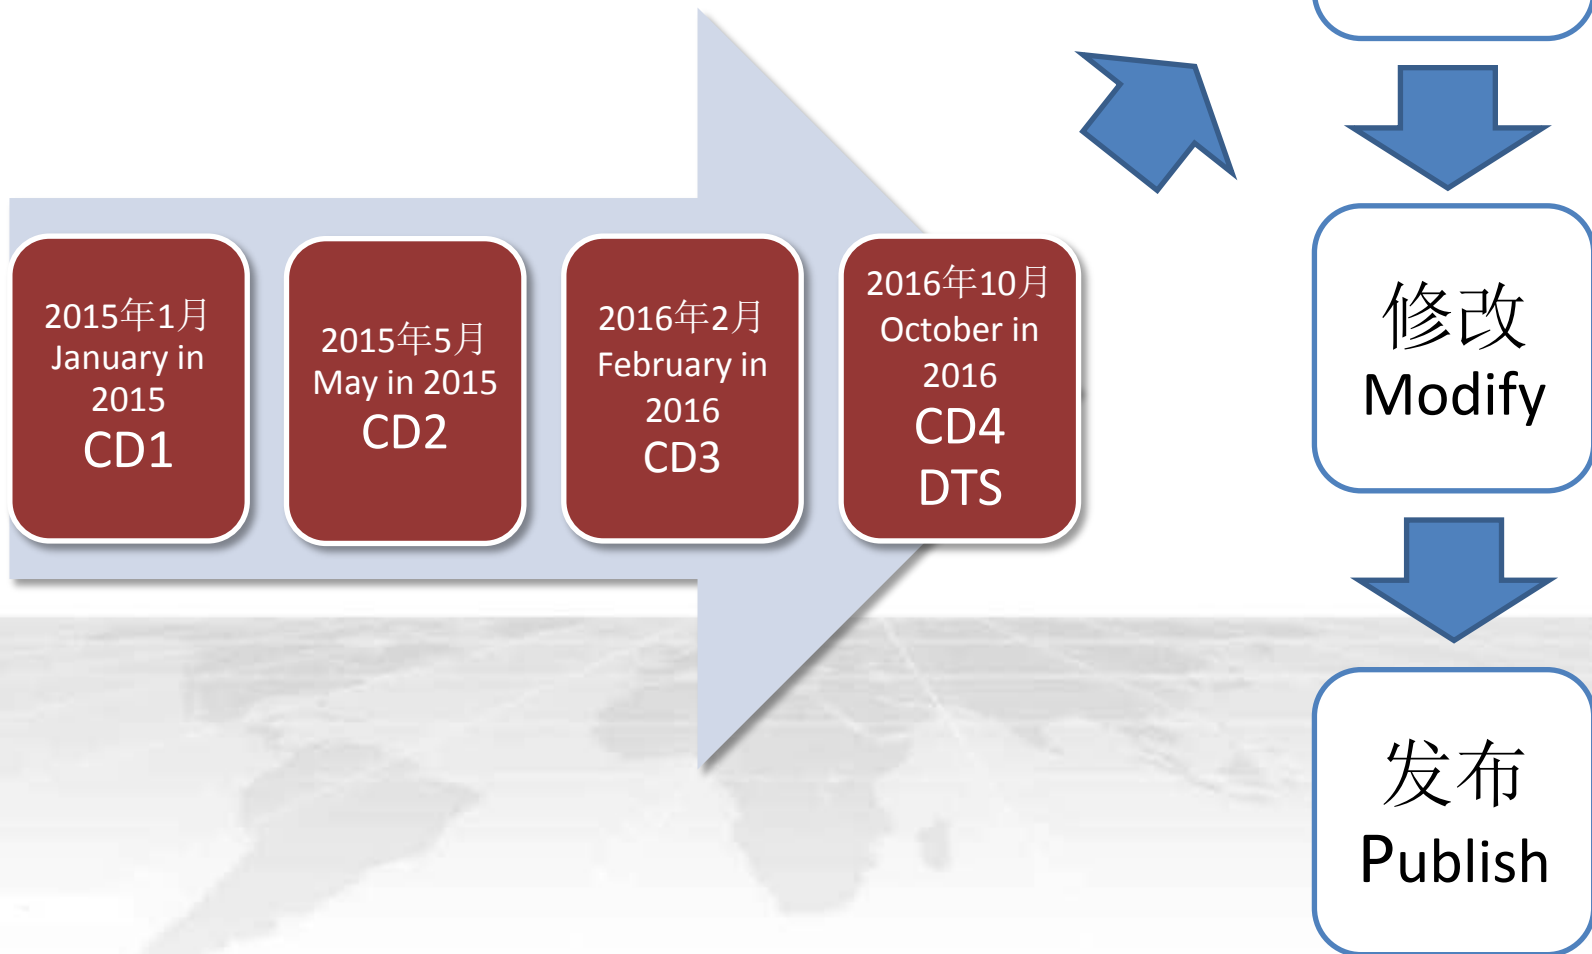 2015年1月
January in
2015
CD1
2015年5月
May in 2015
CD2
2016年2月
February in
2016
CD3
2016年10月
October in
2016
CD4
DTS
修改
Modify
发布
Publish